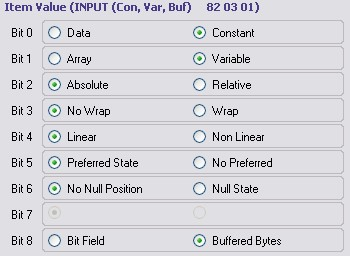 Item Value (INPUT (Con, Var, Buf) 82 03 01)
Bit 0 Data Constant
Bit 1 Array Variable
Bit 2 Absolute Relative
Bit 3 No Wrap Wrap
Bit 4 Linear Non Linear
Bit 5 Preferred State No Preferred
Bit 6 No Null Position Null State
Bit 7
Bit 8 Bit Field Buffered Bytes